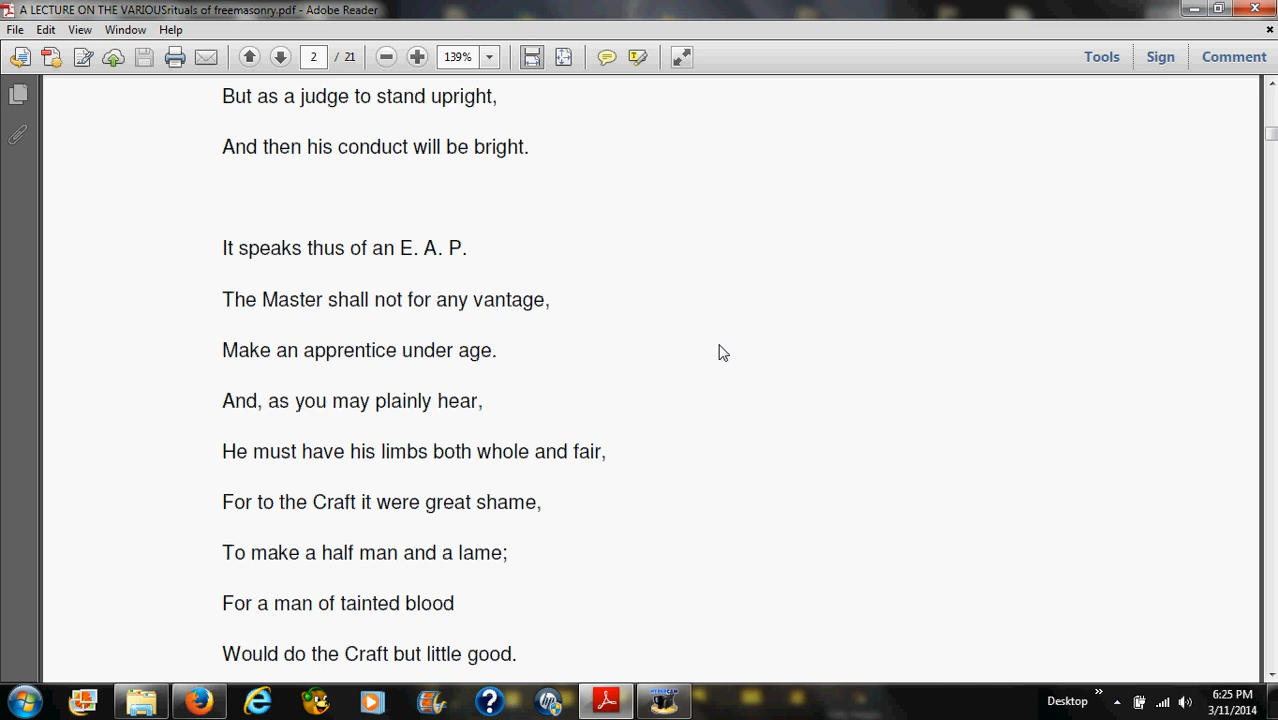 A LECTURE ON THE VARIOUSrituals of freemasonry.pdf - Adobe Reader
File Edit View Window Help
2 / 21 139% Tools Sign Comment
But as a judge to stand upright,
And then his conduct will be bright.
It speaks thus of an E. A. P.
The Master shall not for any vantage,
Make an apprentice under age.
And, as you may plainly hear,
He must have his limbs both whole and fair,
For to the Craft it were great shame,
To make a half man and a lame;
For a man of tainted blood
Would do the Craft but little good.
Desktop
6:25 PM
3/11/2014